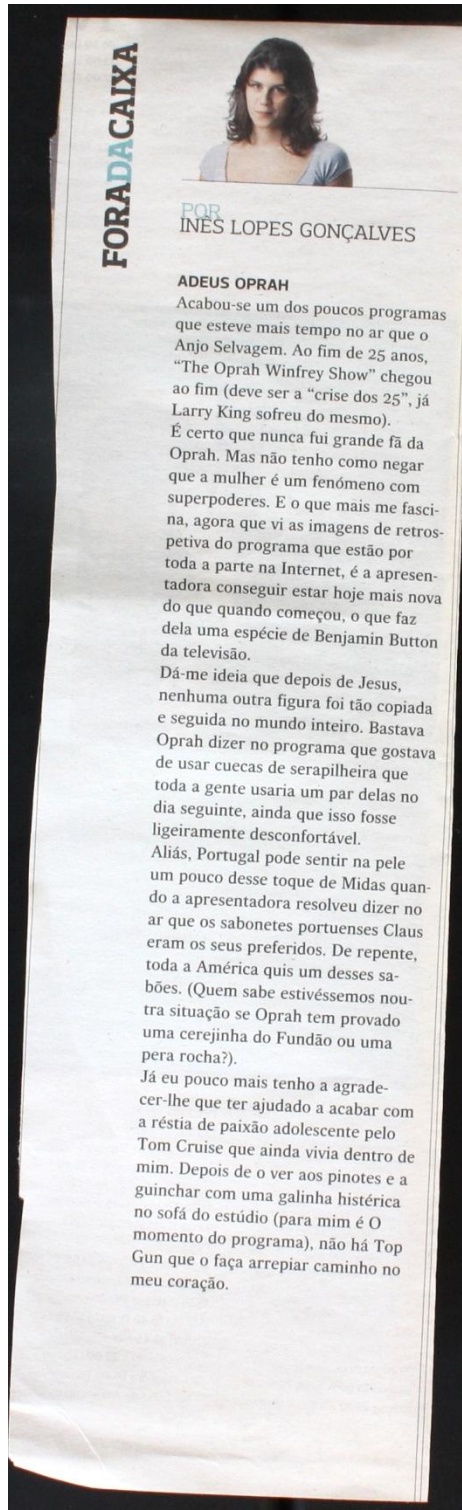 FORADACAIXA
POR
INÊS LOPES GONÇALVES
ADEUS OPRAH
Acabou-se um dos poucos programas
que esteve mais tempo no ar que o
Anjo Selvagem. Ao fim de 25 anos,
“The Oprah Winfrey Show” chegou
ao fim (deve ser a “crise dos 25”, já
Larry King sofreu do mesmo).
É certo que nunca fui grande fã da
Oprah. Mas não tenho como negar
que a mulher é um fenómeno com
superpoderes. E o que mais me fasci-
na, agora que vi as imagens de retros-
petiva do programa que estão por
toda a parte na Internet, é a apresen-
tadora conseguir estar hoje mais nova
do que quando começou, o que faz
dela uma espécie de Benjamin Button
da televisão.
Dá-me ideia que depois de Jesus,
nenhuma outra figura foi tão copiada
e seguida no mundo inteiro. Bastava
Oprah dizer no programa que gostava
de usar cuecas de serapilheira que
toda a gente usaria um par delas no
dia seguinte, ainda que isso fosse
ligeiramente desconfortável.
Aliás, Portugal pode sentir na pele
um pouco desse toque de Midas quan-
do a apresentadora resolveu dizer no
ar que os sabonetes portuenses Claus
eram os seus preferidos. De repente,
toda a América quis um desses sa-
bões. (Quem sabe estivéssemos nou-
tra situação se Oprah tem provado
uma cerejinha do Fundão ou uma
pera rocha?).
Já eu pouco mais tenho a agrade-
cer-lhe que ter ajudado a acabar com
a réstia de paixão adolescente pelo
Tom Cruise que ainda vivia dentro de
mim. Depois de o ver aos pinotes e a
guinchar com uma galinha histérica
no sofá do estúdio (para mim é O
momento do programa), não há Top
Gun que o faça arrepiar caminho no
meu coração.